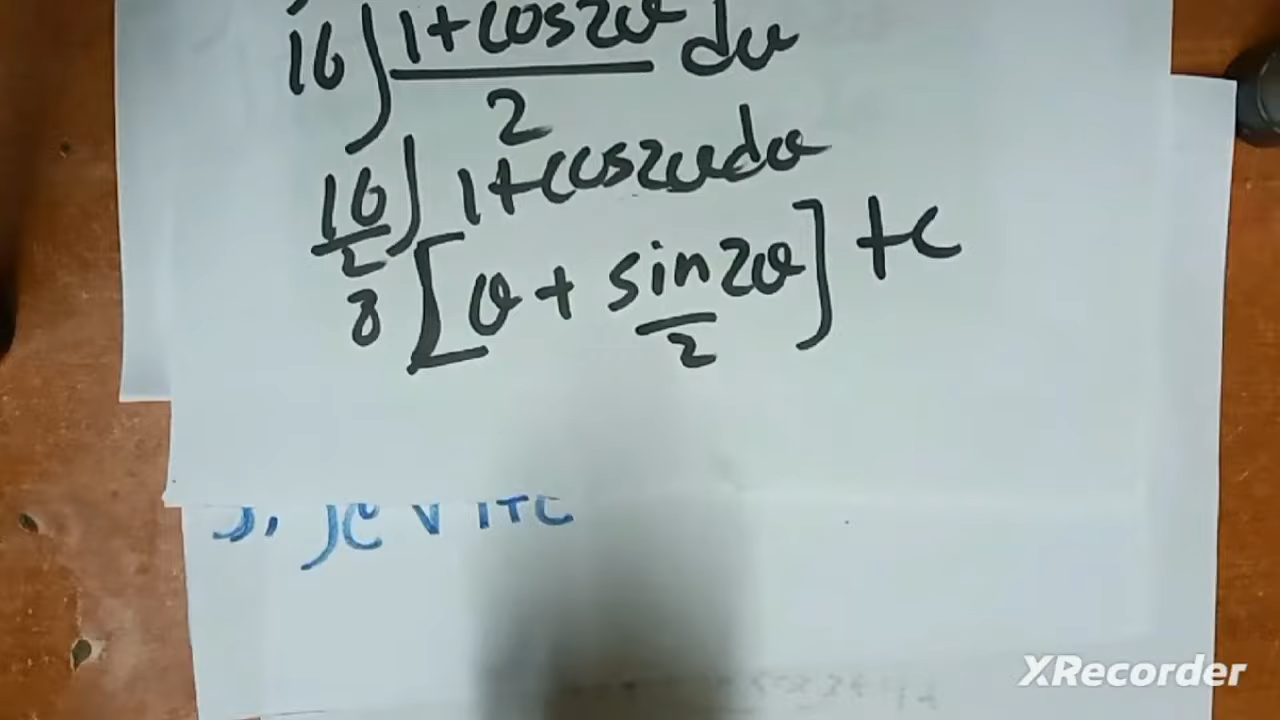 16∫ 1+cos2θ/2 dθ
16/2 ∫ 1+cos2θdθ
8 [θ + sin2θ/2] +c
XRecorder